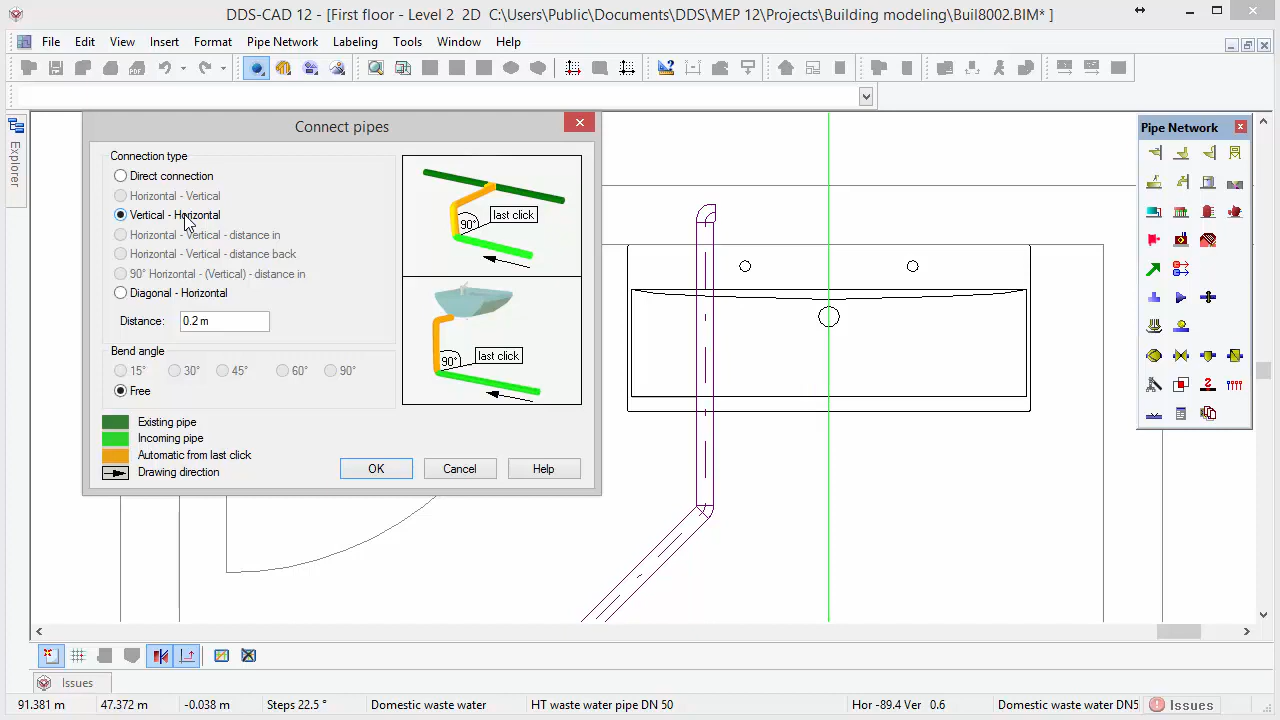 DDS-CAD 12 - [First floor - Level 2  2D  C:\Users\Public\Documents\DDS\MEP 12\Projects\Building modeling\Buil8002.BIM* ]
File Edit View Insert Format Pipe Network Labeling Tools Window Help
Explorer
Connect pipes
Connection type
Direct connection
Horizontal - Vertical
Vertical - Horizontal
Horizontal - Vertical - distance in
Horizontal - Vertical - distance back
90° Horizontal - (Vertical) - distance in
Diagonal - Horizontal
Distance: 0.2 m
Bend angle
15° 30° 45° 60° 90°
Free
last click
90°
last click
90°
Existing pipe
Incoming pipe
Automatic from last click
Drawing direction
OK Cancel Help
Pipe Network
Issues
91.381 m 47.372 m -0.038 m Steps 22.5 ° Domestic wastewater HT waste water pipe DN 50 Hor -89.4 Ver 0.6 Domestic waste water DN5 Issues